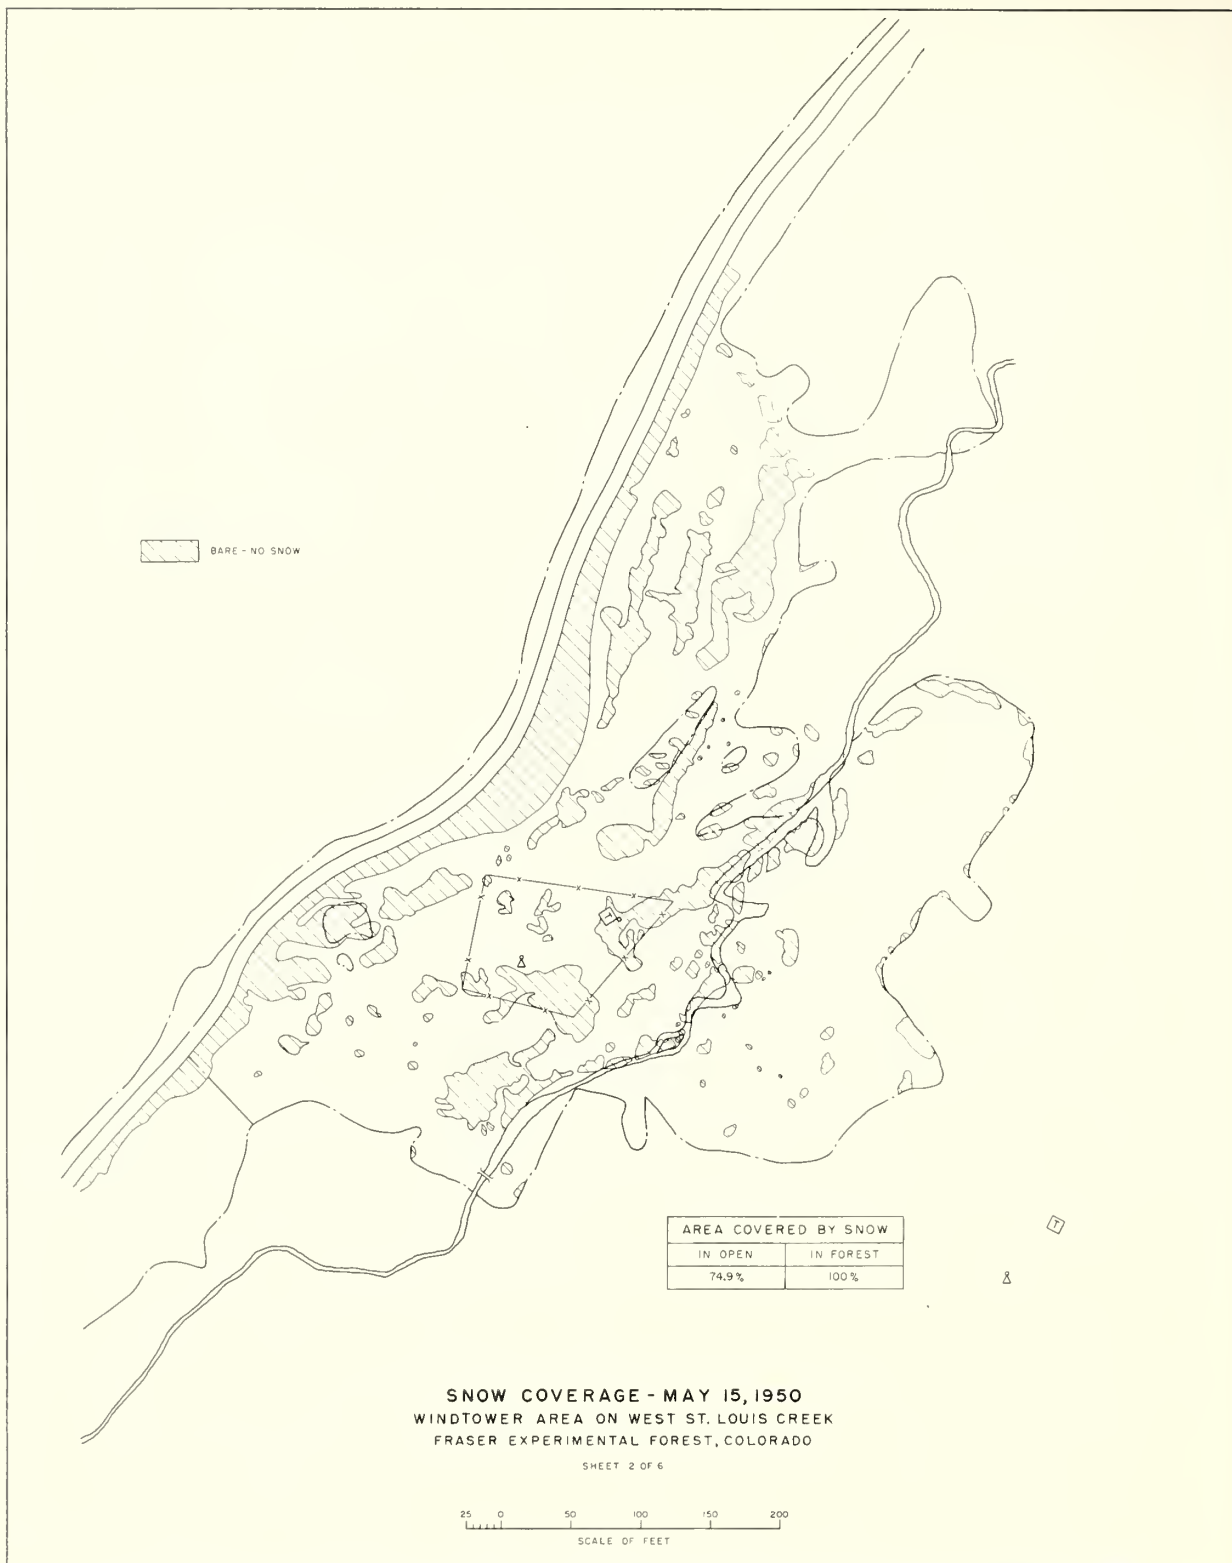 BARE - NO SNOW
T
AREA COVERED BY SNOW
IN OPEN IN FOREST
74.9% 100%
T
SNOW COVERAGE - MAY 15, 1950
WINDTOWER AREA ON WEST ST. LOUIS CREEK
FRASER EXPERIMENTAL FOREST, COLORADO
SHEET 2 OF 6
25 0 50 100 150 200
SCALE OF FEET